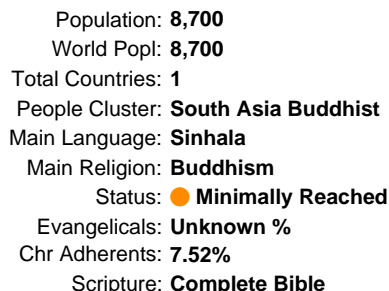 Population: 8,700
World Popl: 8,700
Total Countries: 1
People Cluster: South Asia Buddhist
Main Language: Sinhala
Main Religion: Buddhism
Status: Minimally Reached
Evangelicals: Unknown %
Chr Adherents: 7.52%
Scripture: Complete Bible